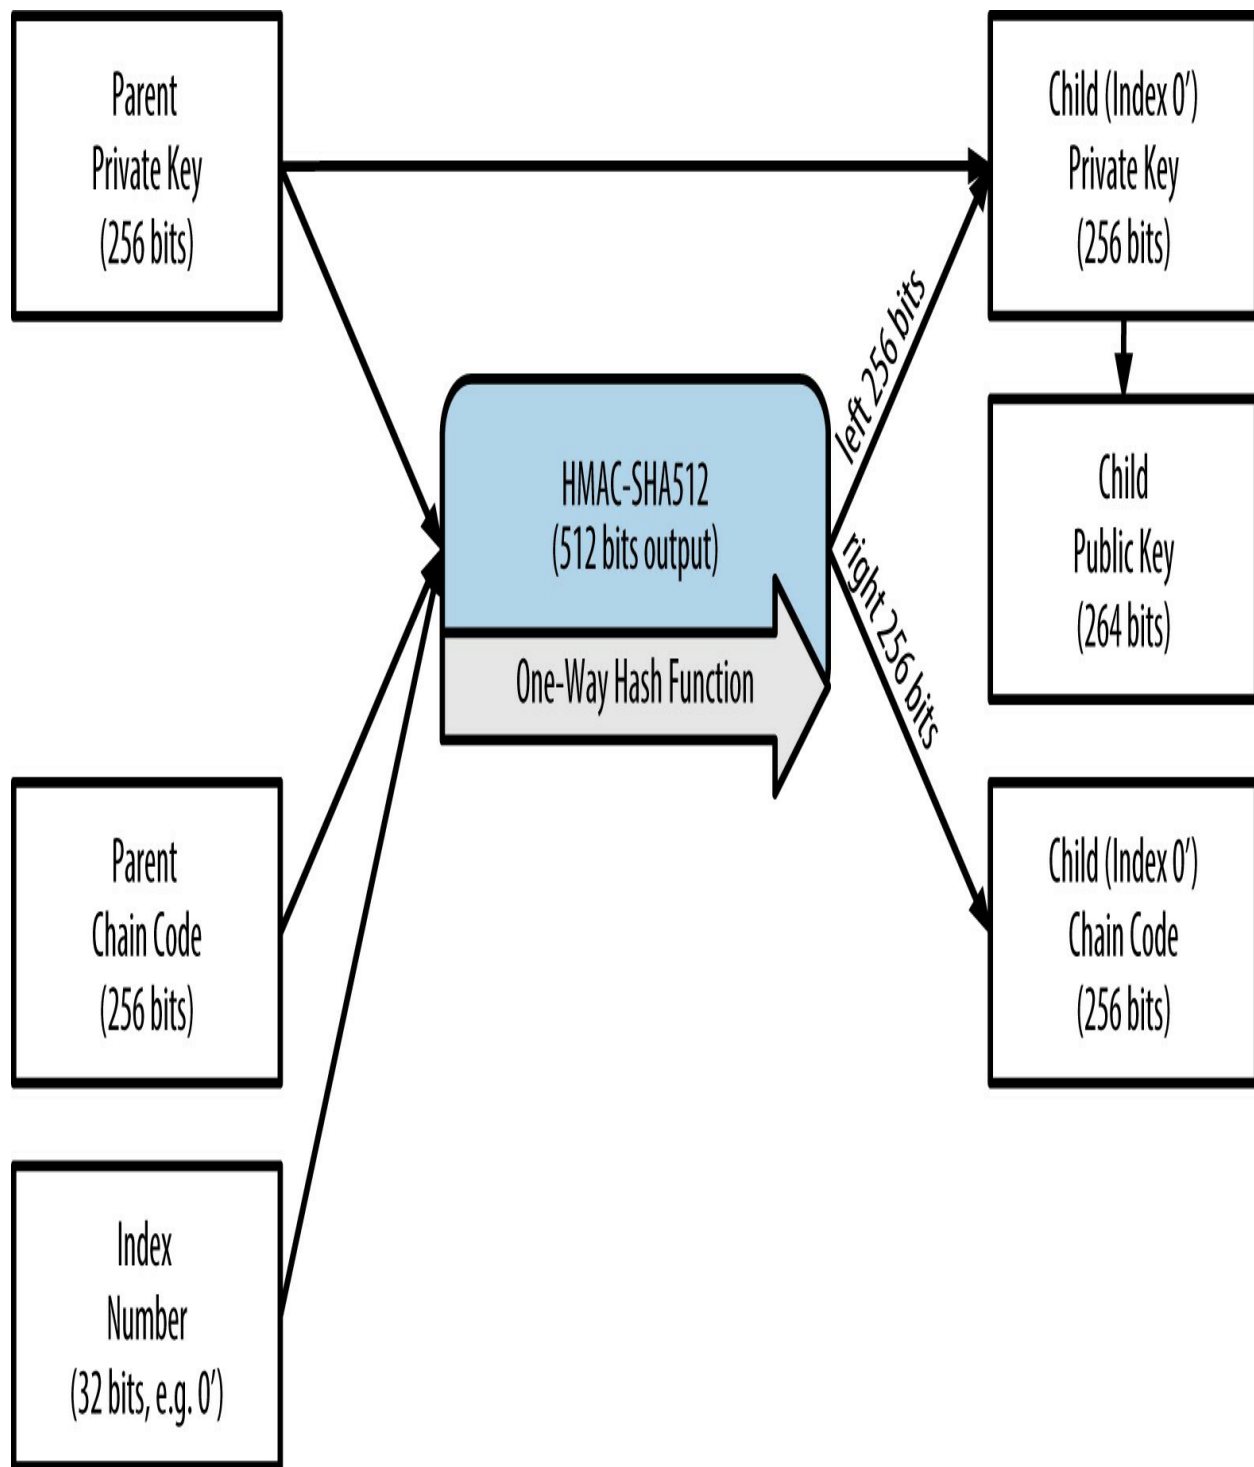 Parent
Private Key
(256 bits)
Child (Index 0′)
Private Key
(256 bits)
left 256 bits
HMAC-SHA512
(512 bits output)
One-Way Hash Function
right 256 bits
Child
Public Key
(264 bits)
Parent
Chain Code
(256 bits)
Child (Index 0′)
Chain Code
(256 bits)
Index
Number
(32 bits, e.g. 0′)